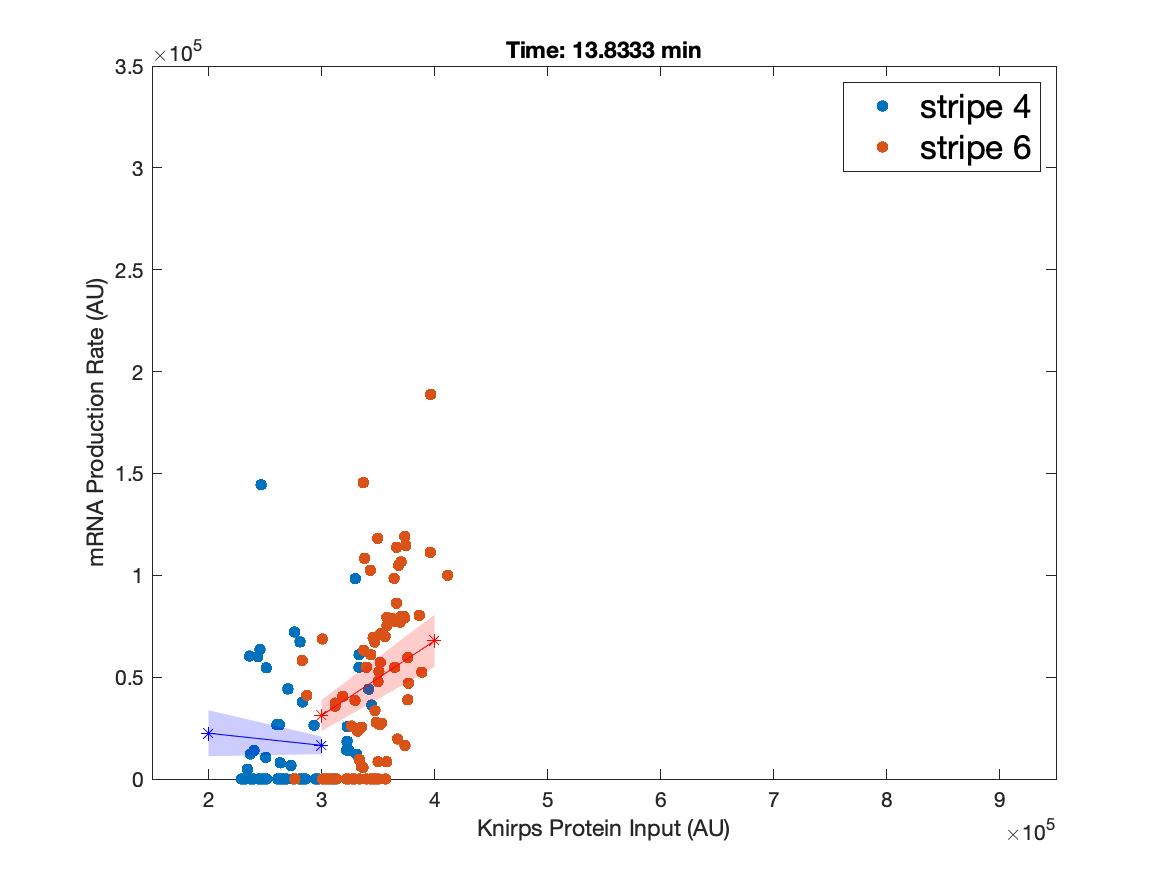 Time: 13.8333 min
×10⁵
3.5
3
2.5
2
1.5
1
0.5
0
mRNA Production Rate (AU)
stripe 4
stripe 6
2 3 4 5 6 7 8 9
Knirps Protein Input (AU)
×10⁵